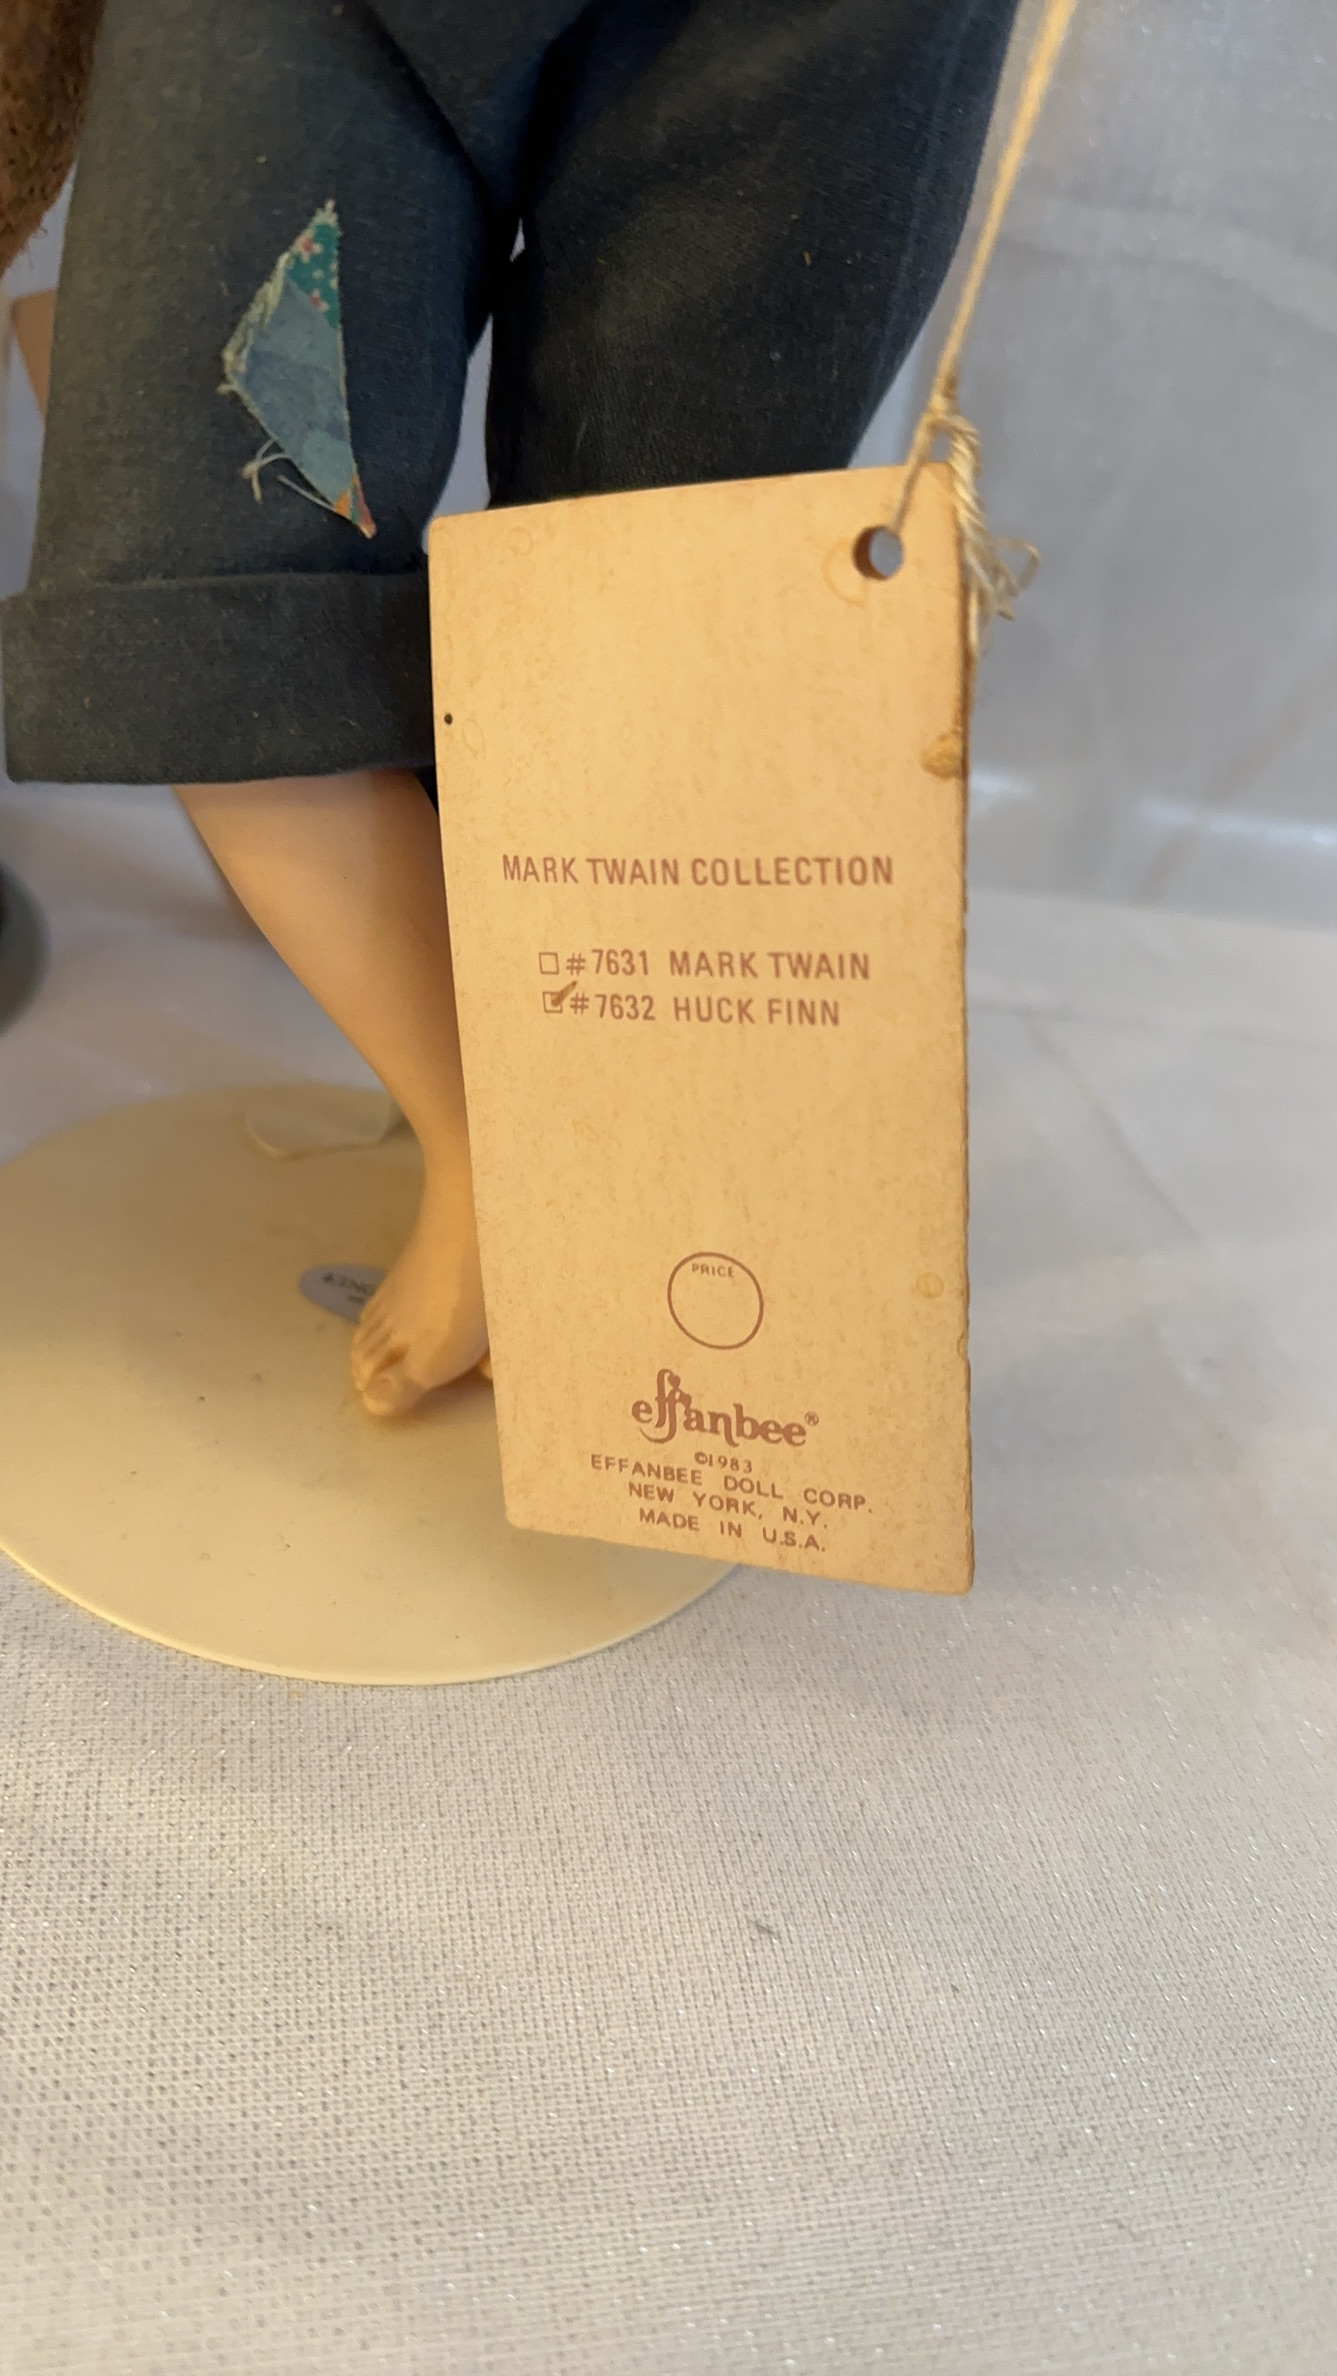 MARK TWAIN COLLECTION
#7631 MARK TWAIN
#7632 HUCK FINN
PRICE
effanbee®
©1983
EFFANBEE DOLL CORP.
NEW YORK, N.Y.
MADE IN U.S.A.